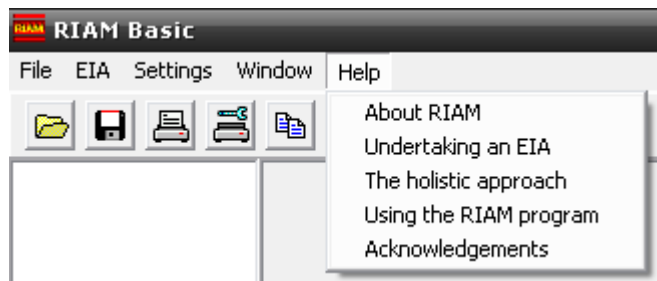 RIAM RIAM Basic
File EIA Settings Window Help
About RIAM
Undertaking an EIA
The holistic approach
Using the RIAM program
Acknowledgements